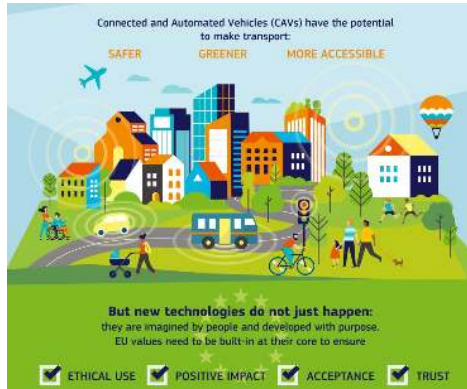 Connected and Automated Vehicles (CAVs) have the potential
to make transport:
SAFER GREENER MORE ACCESSIBLE
But new technologies do not just happen:
they are imagined by people and developed with purpose.
EU values need to be built-in at their core to ensure
ETHICAL USE POSITIVE IMPACT ACCEPTANCE TRUST